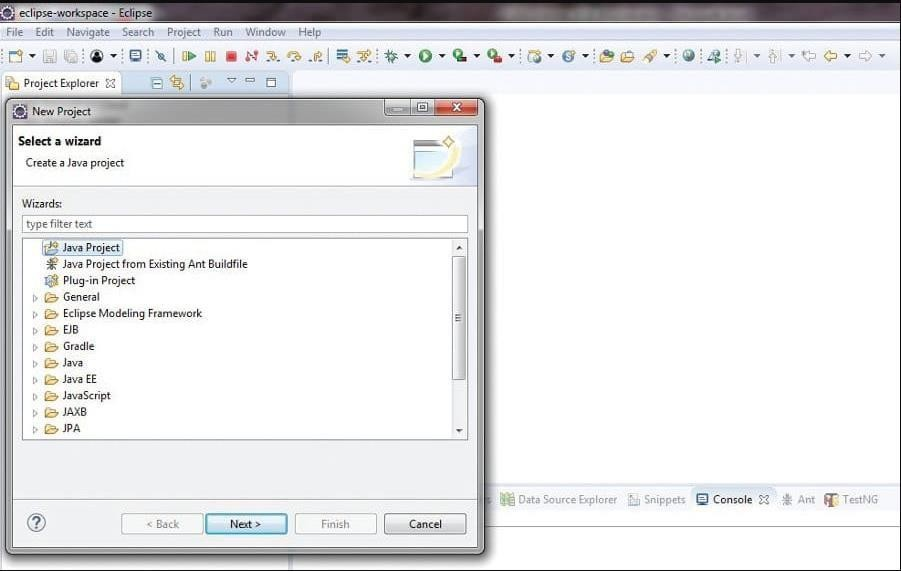 eclipse-workspace - Eclipse
File Edit Navigate Search Project Run Window Help
Project Explorer
New Project
Select a wizard
Create a Java project
Wizards:
type filter text
Java Project
Java Project from Existing Ant Buildfile
Plug-in Project
General
Eclipse Modeling Framework
EJB
Gradle
Java
Java EE
JavaScript
JAXB
JPA
< Back Next > Finish Cancel
Data Source Explorer Snippets Console Ant TestNG